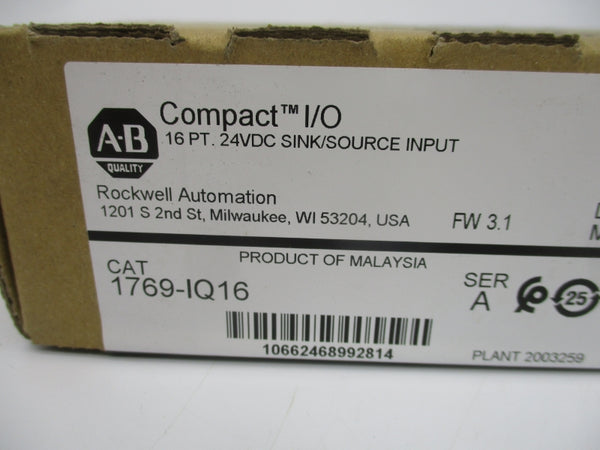 Compact™ I/O
16 PT. 24VDC SINK/SOURCE INPUT
A-B
QUALITY
Rockwell Automation
1201 S 2nd St, Milwaukee, WI 53204, USA
FW 3.1
PRODUCT OF MALAYSIA
CAT
1769-IQ16
SER
A
25
10662468992814
PLANT 2003259